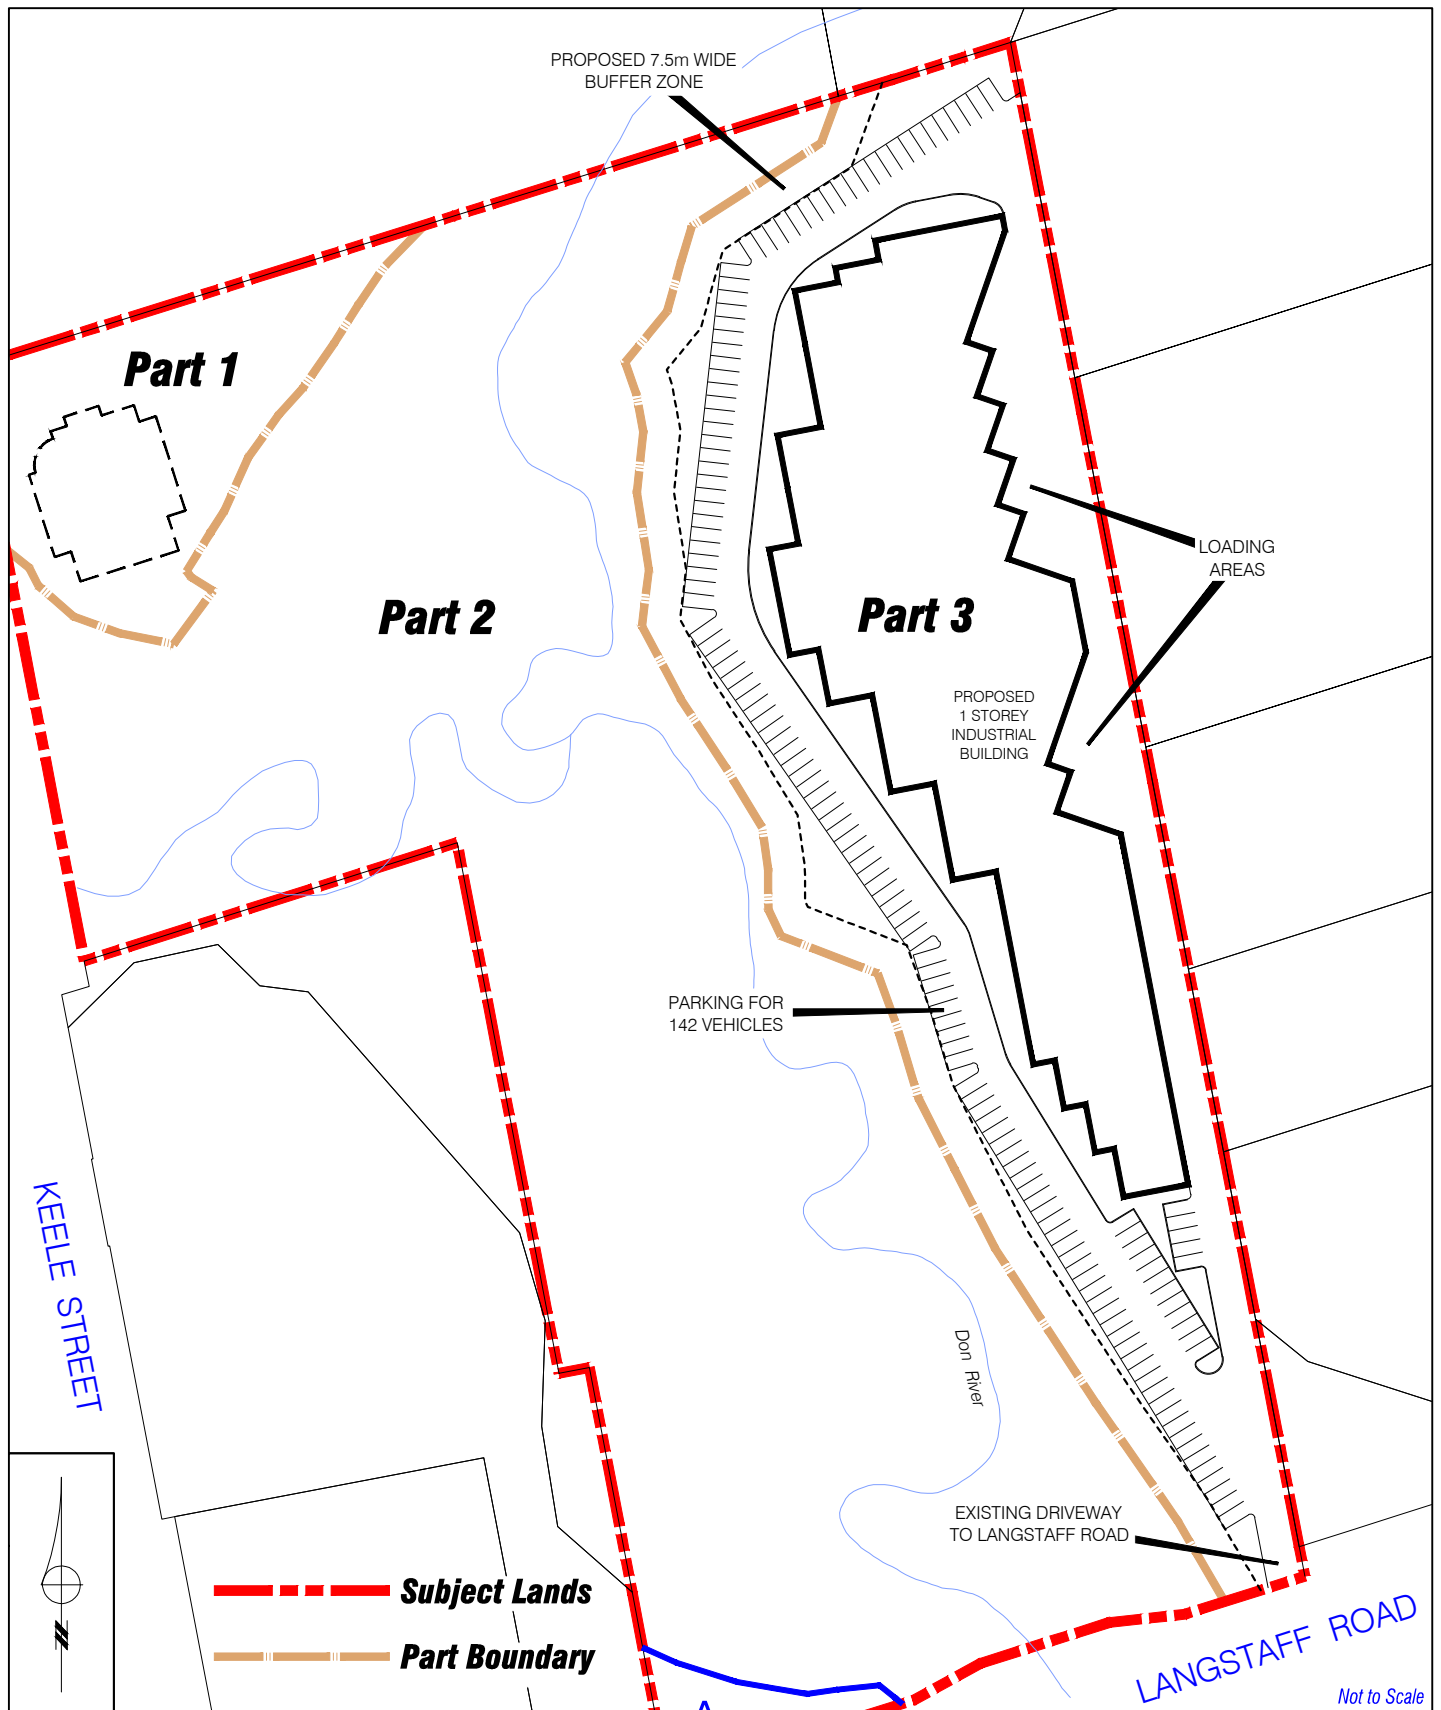 PROPOSED 7.5m WIDE
BUFFER ZONE
Part 1
LOADING
AREAS
Part 2
Part 3
PROPOSED
1 STOREY
INDUSTRIAL
BUILDING
PARKING FOR
142 VEHICLES
KEELE STREET
Don River
EXISTING DRIVEWAY
TO LANGSTAFF ROAD
Subject Lands
Part Boundary
N
LANGSTAFF ROAD
Not to Scale